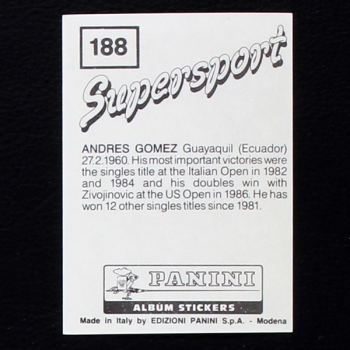 188
Supersport
ANDRES GOMEZ Guayaquil (Ecuador)
27.2.1960. His most important victories were
the singles title at the Italian Open in 1982
and 1984 and his doubles win with
Zivojinovic at the US Open in 1986. He has
won 12 other singles titles since 1981.
PANINI
ALBUM STICKERS
Made in Italy by EDIZIONI PANINI S.p.A. - Modena